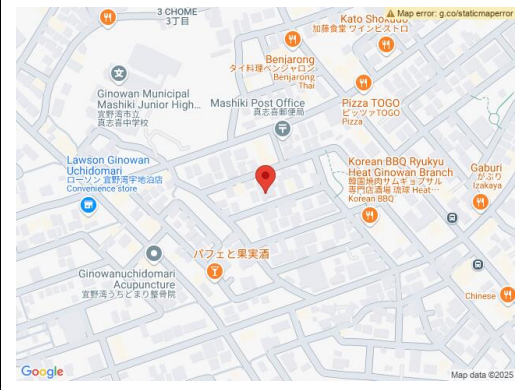 3 CHOME
3丁目
Kato Shokudo
加藤食堂 ワインビストロ
⚠ Map error: g.co/staticmaperror
Benjarong
タイ料理ベンジャロン
Benjarong
Thai
Ginowan Municipal
Mashiki Junior High...
宜野湾市立
真志喜中学校
Mashiki Post Office
真志喜郵便局
Pizza TOGO
ピッツァTOGO
Pizza
Lawson Ginowan
Uchidomari
ローソン 宜野湾宇地泊店
Convenience store
Korean BBQ Ryukyu
Heat Ginowan Branch
韓国焼肉サムギョプサル
専門店酒場 琉球 Heat…
Korean BBQ
Gaburi
がぶり
Izakaya
パフェと果実酒
Ginowanuchidomari
Acupuncture
宜野湾うちどまり整骨院
Chinese
Google
Map data ©2025